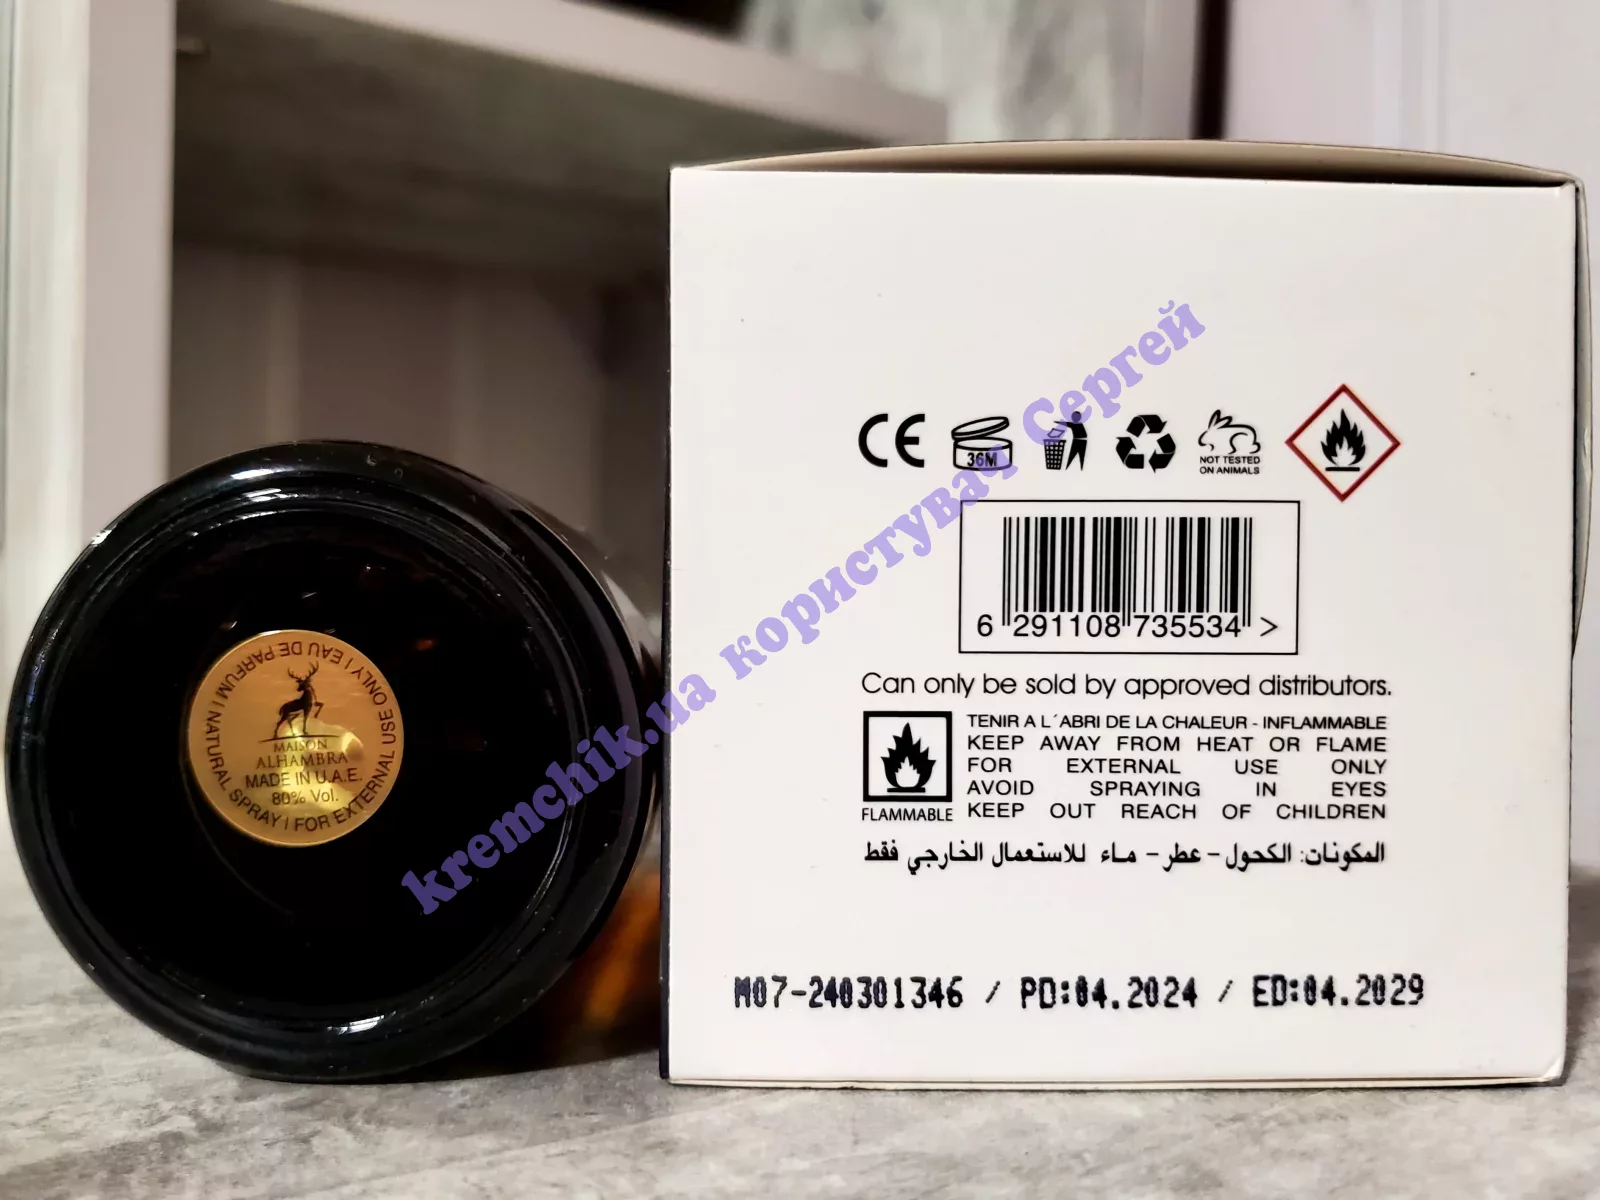 EAU DE PARFUM | NATURAL SPRAY | FOR EXTERNAL USE ONLY |
MAISON
ALHAMBRA
MADE IN U.A.E.
80% Vol.
CE
36M
NOT TESTED
ON ANIMALS
6 291108 735534 >
Can only be sold by approved distributors.
FLAMMABLE
TENIR A L´ABRI DE LA CHALEUR - INFLAMMABLE
KEEP AWAY FROM HEAT OR FLAME
FOR EXTERNAL USE ONLY
AVOID SPRAYING IN EYES
KEEP OUT REACH OF CHILDREN
المكونات: الكحول - عطر - ماء للاستعمال الخارجي فقط
M07-240301346 / PD:04.2024 / ED:04.2029
kremchik.ua користувач Сергей